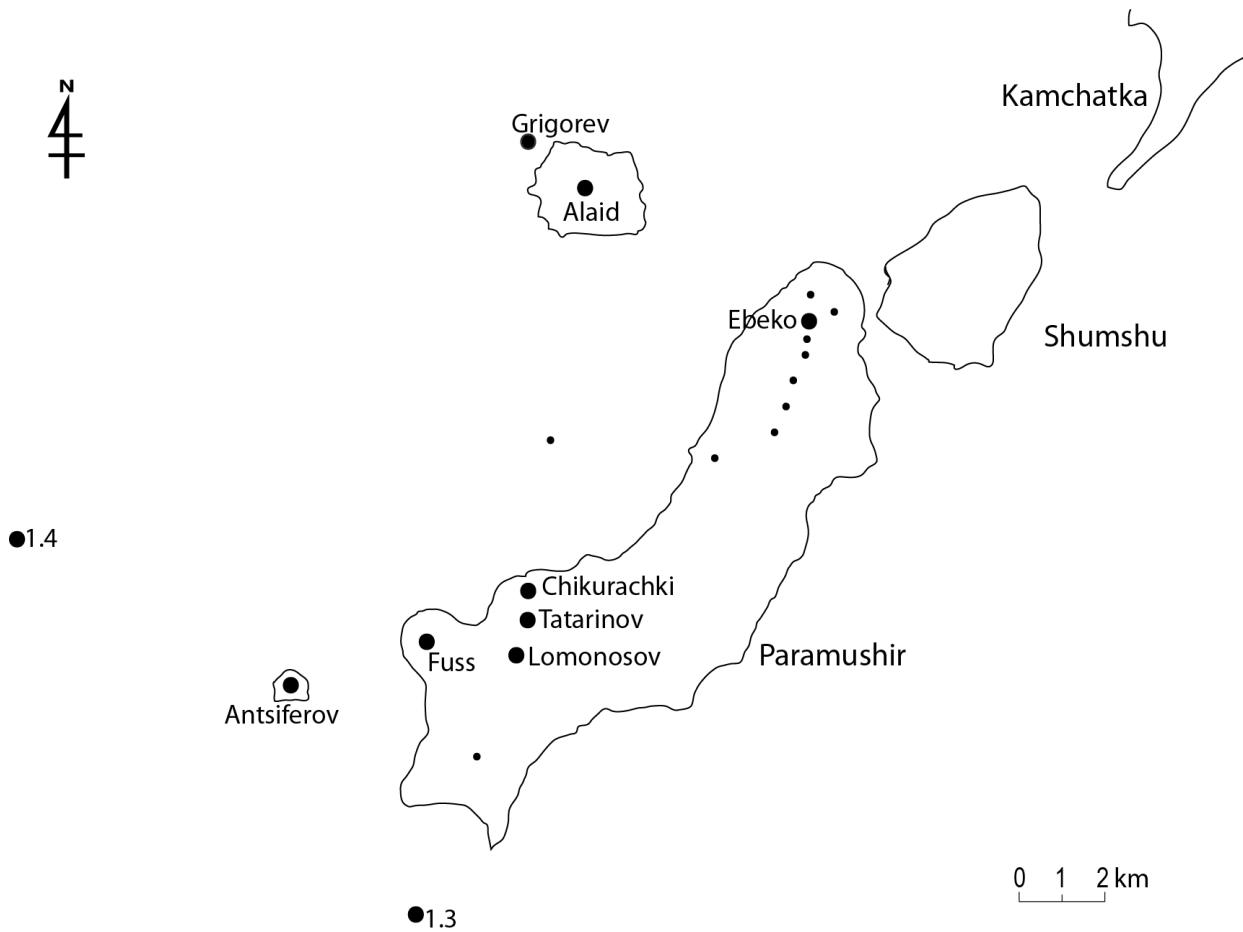 Kamchatka
N
Grigorev
Alaid
Ebeko
Shumshu
1.4
Chikurachki
Tatarinov
Fuss
Lomonosov
Paramushir
Antsiferov
0 1 2 km
1.3